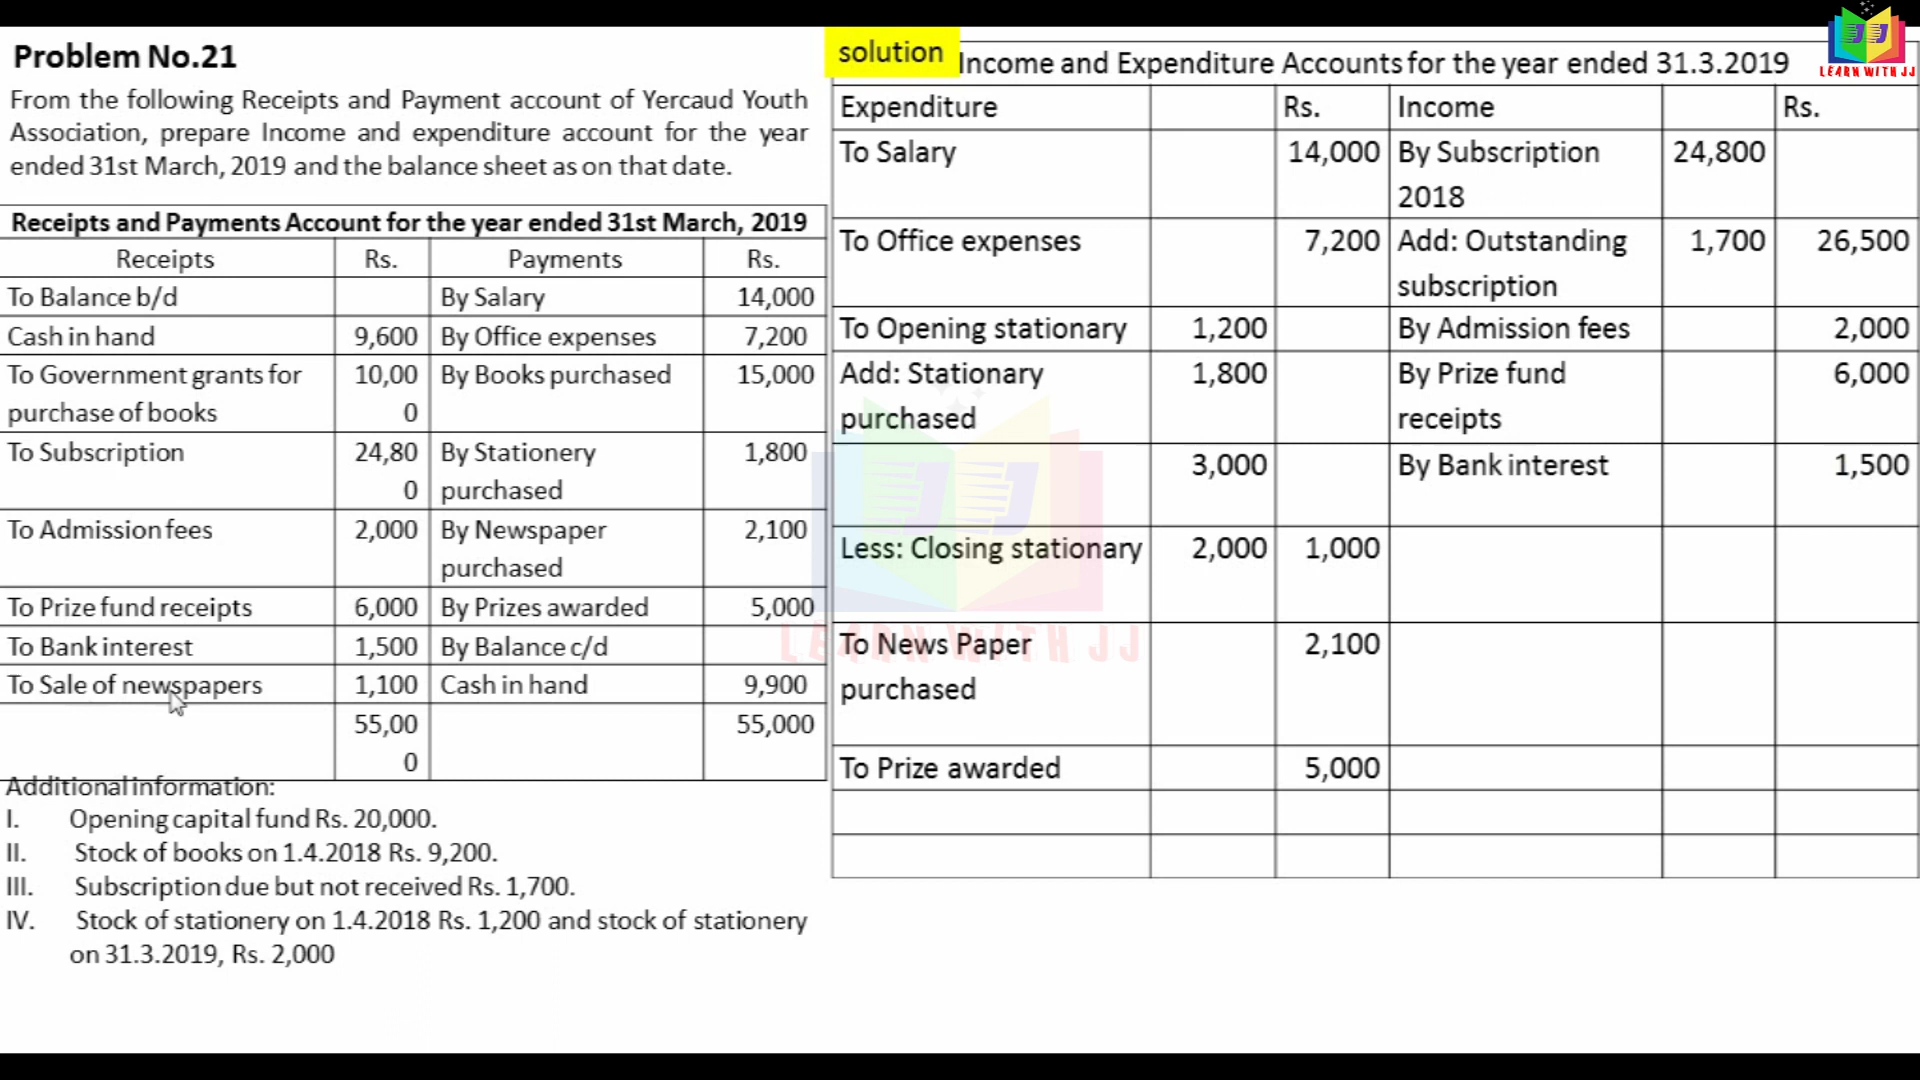 Problem No.21
From the following Receipts and Payment account of Yercaud Youth
Association, prepare Income and expenditure account for the year
ended 31st March, 2019 and the balance sheet as on that date.
Receipts and Payments Account for the year ended 31st March, 2019
Receipts Rs. Payments Rs.
To Balance b/d By Salary 14,000
Cash in hand 9,600 By Office expenses 7,200
To Government grants for 10,00 By Books purchased 15,000
purchase of books 0
To Subscription 24,80 By Stationery 1,800
0 purchased
To Admission fees 2,000 By Newspaper 2,100
purchased
To Prize fund receipts 6,000 By Prizes awarded 5,000
To Bank interest 1,500 By Balance c/d
To Sale of newspapers 1,100 Cash in hand 9,900
55,00 55,000
0
Additional information:
I. Opening capital fund Rs. 20,000.
II. Stock of books on 1.4.2018 Rs. 9,200.
III. Subscription due but not received Rs. 1,700.
IV. Stock of stationery on 1.4.2018 Rs. 1,200 and stock of stationery
on 31.3.2019, Rs. 2,000
solution
Income and Expenditure Accounts for the year ended 31.3.2019
Expenditure Rs. Income Rs.
To Salary 14,000 By Subscription 24,800
2018
To Office expenses 7,200 Add: Outstanding 1,700 26,500
subscription
To Opening stationary 1,200 By Admission fees 2,000
Add: Stationary 1,800 By Prize fund 6,000
purchased receipts
3,000 By Bank interest 1,500
Less: Closing stationary 2,000 1,000
To News Paper 2,100
purchased
To Prize awarded 5,000
JJ
LEARN WITH JJ
JJ
LEARN WITH JJ